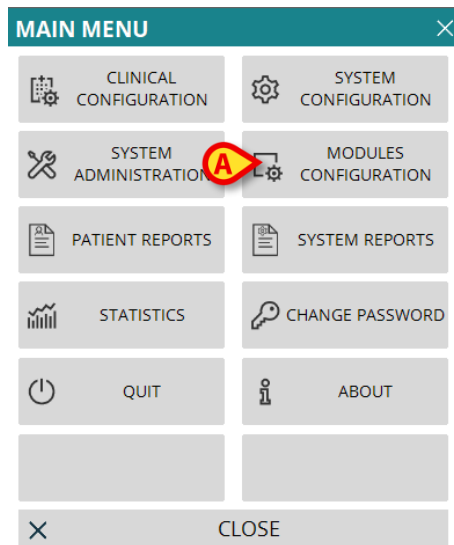 MAIN MENU
CLINICAL
CONFIGURATION
SYSTEM
CONFIGURATION
SYSTEM
ADMINISTRATION
A
MODULES
CONFIGURATION
PATIENT REPORTS
SYSTEM REPORTS
STATISTICS
CHANGE PASSWORD
QUIT
ABOUT
CLOSE